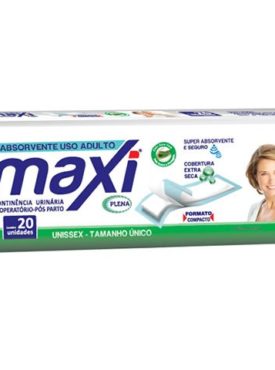 ABSORVENTE USO ADULTO
maxi
CONTINÊNCIA URINÁRIA
OPERATÓRIO-PÓS PARTO
20
unidades
PLENA
SUPER ABSORVENTE
E SEGURO
COBERTURA
EXTRA
SECA
FORMATO
COMPACTO
UNISSEX - TAMANHO ÚNICO